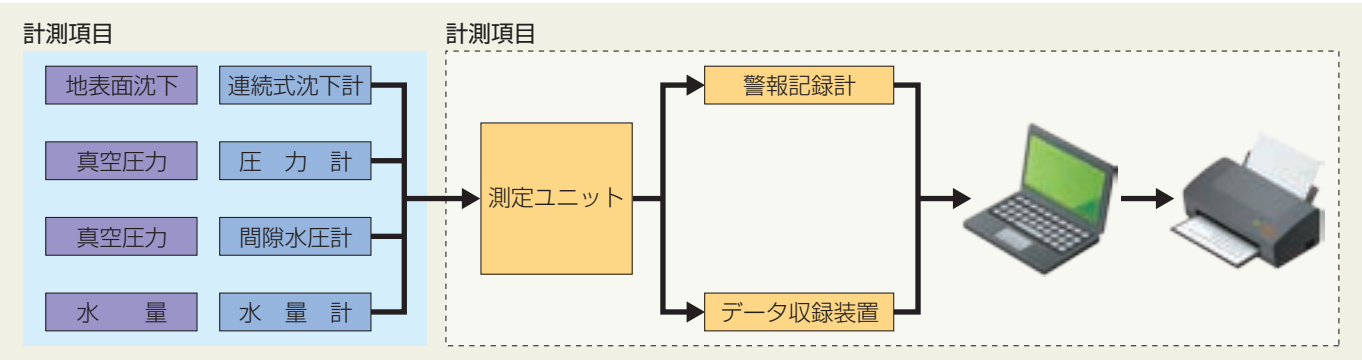 計測項目
地表面沈下 連続式沈下計
真空圧力 圧力計
真空圧力 間隙水圧計
水量 水量計
計測項目
測定ユニット
警報記録計
データ収録装置